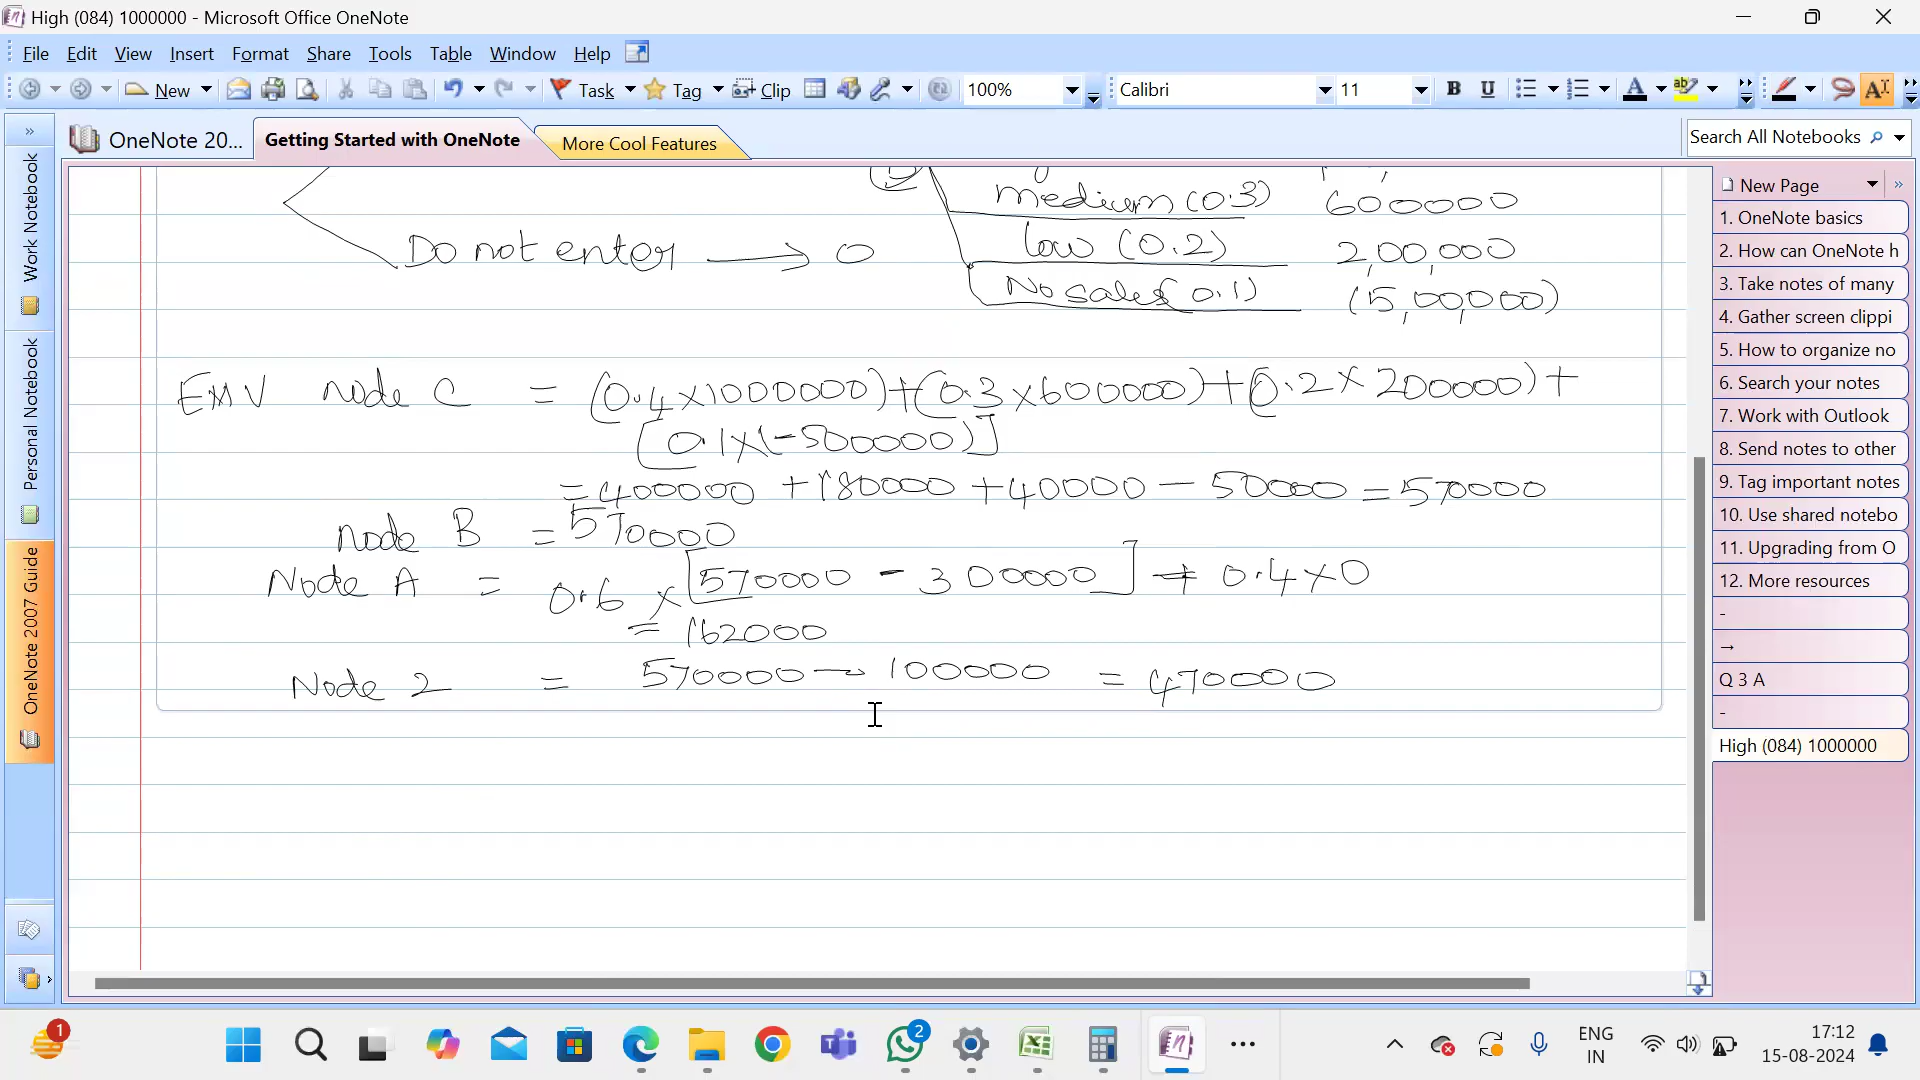 High (084) 1000000 - Microsoft Office OneNote
File Edit View Insert Format Share Tools Table Window Help
New Task Tag Clip 100% Calibri 11 B U A ab
OneNote 20... Getting Started with OneNote More Cool Features Search All Notebooks
Work Notebook
Personal Notebook
OneNote 2007 Guide
New Page
1. OneNote basics
2. How can OneNote h
3. Take notes of many
4. Gather screen clippi
5. How to organize no
6. Search your notes
7. Work with Outlook
8. Send notes to other
9. Tag important notes
10. Use shared notebo
11. Upgrading from O
12. More resources
-
→
Q 3 A
-
High (084) 1000000
medium (0.3) 600000
Do not enter → 0 low (0.2) 2,00,000
No sales (0.1) (5,00,000)
EMV node C = (0.4×1000000)+(0.3×600000)+(0.2×200000)+
[0.1×(-500000)]
=400000 +180000 +40000 - 50000 =570000
node B =570000
Node A = 0.6 × [570000 - 300000] + 0.4×0
= 162000
Node 2 = 570000 - 100000 = 470000
1
2
ENG
IN
17:12
15-08-2024